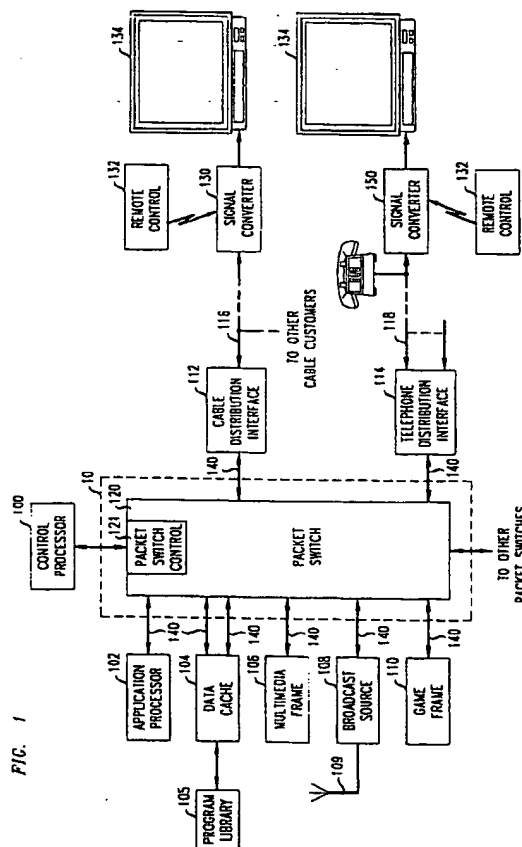 FIG. 1
100
CONTROL
PROCESSOR
10
120
121
PACKET
SWITCH
CONTROL
PACKET
SWITCH
102
APPLICATION
PROCESSOR
140
104
DATA
CACHE
140
140
105
PROGRAM
LIBRARY
106
MULTIMEDIA
FRAME
140
108
BROADCAST
SOURCE
140
109
110
GAME
FRAME
140
TO OTHER
PACKET SWITCHES
112
CABLE
DISTRIBUTION
INTERFACE
140
116
TO OTHER
CABLE CUSTOMERS
114
TELEPHONE
DISTRIBUTION
INTERFACE
140
118
132
REMOTE
CONTROL
130
SIGNAL
CONVERTER
134
150
SIGNAL
CONVERTER
132
REMOTE
CONTROL
134